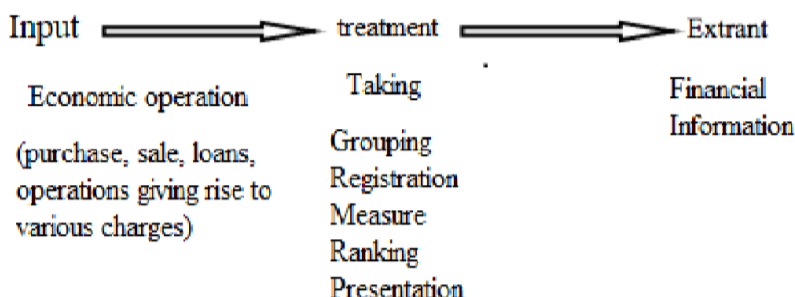 Input treatment Extrant
Economic operation
(purchase, sale, loans,
operations giving rise to
various charges)
Taking
Grouping
Registration
Measure
Ranking
Presentation
Financial
Information